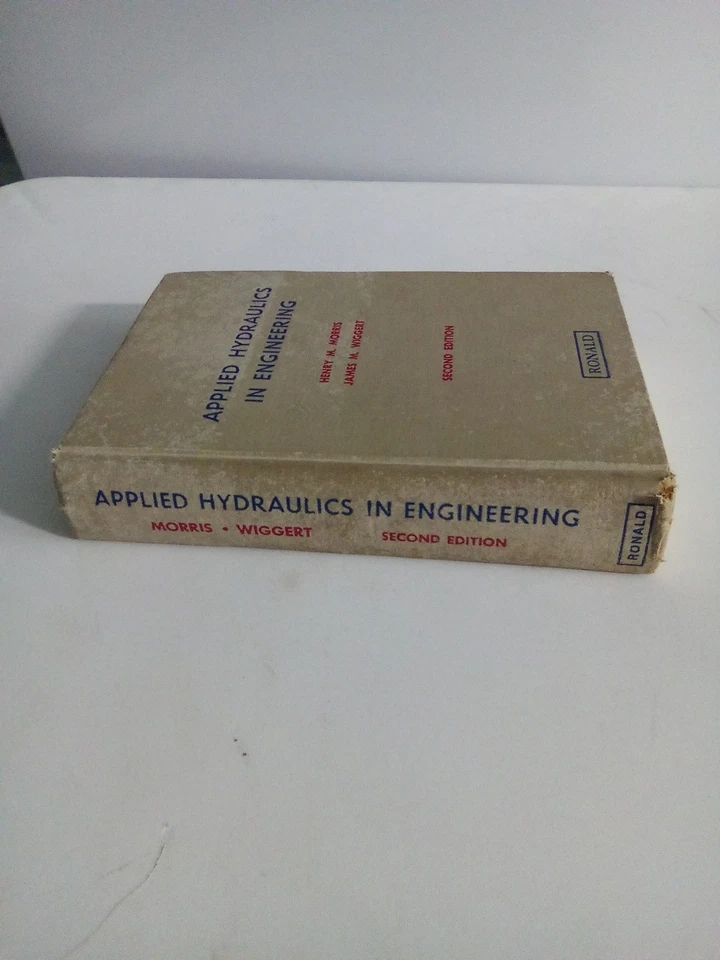 APPLIED HYDRAULICS
IN ENGINEERING
HENRY M. MORRIS
JAMES M. WIGGERT
SECOND EDITION
RONALD
APPLIED HYDRAULICS IN ENGINEERING
MORRIS • WIGGERT
SECOND EDITION
RONALD